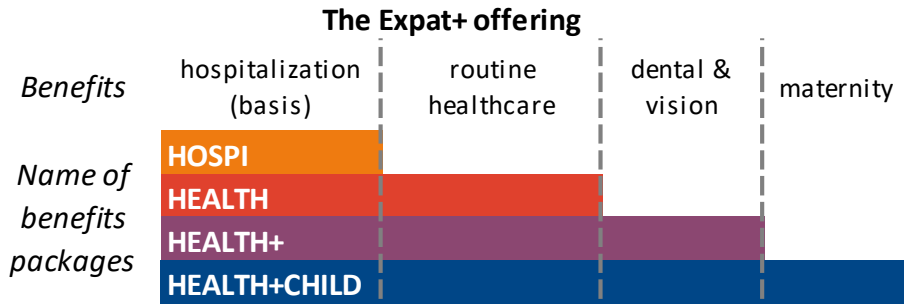 The Expat+ offering
Benefits
hospitalization
(basis)
routine
healthcare
dental &
vision
maternity
Name of
benefits
packages
HOSPI
HEALTH
HEALTH+
HEALTH+CHILD